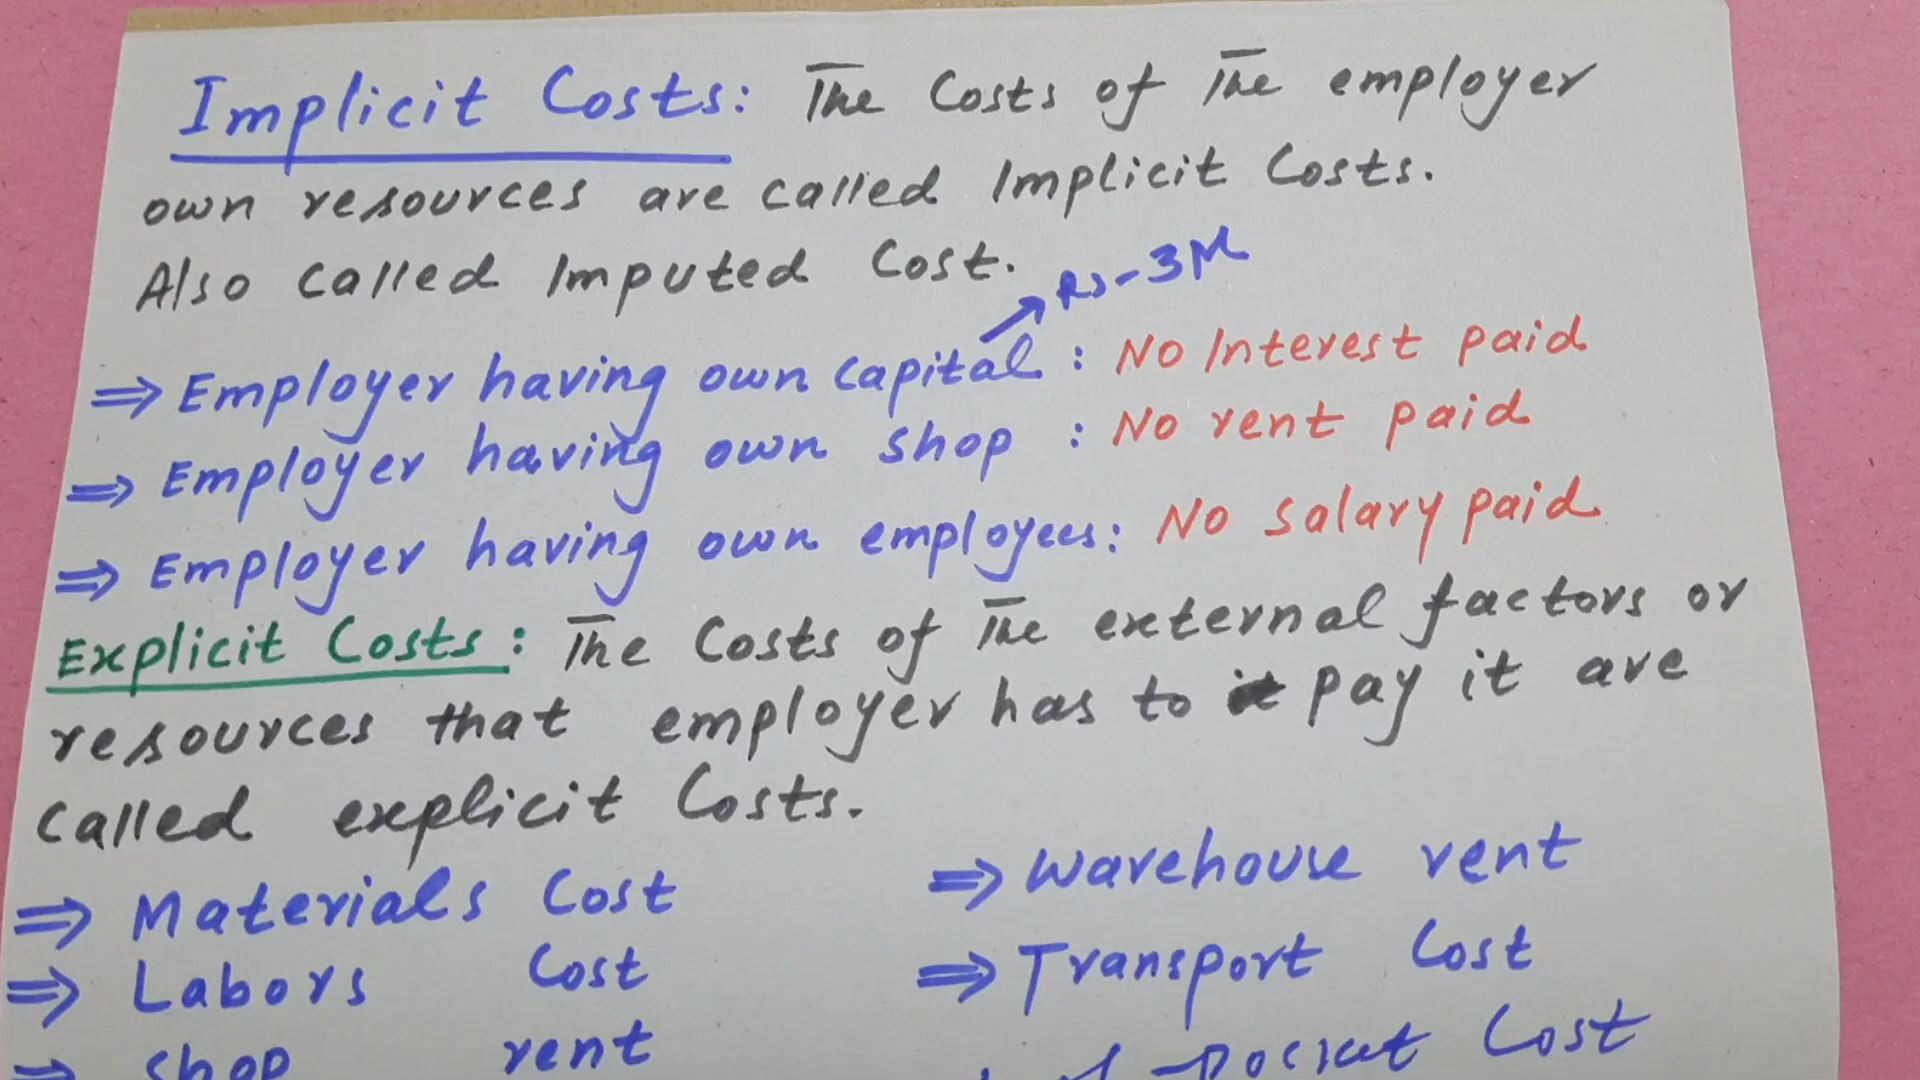 Implicit Costs: The Costs of The employer
own resources are called Implicit Costs.
Also called Imputed Cost.
Rs-3M
⇒ Employer having own capital: No Interest paid
⇒ Employer having own shop : No rent paid
⇒ Employer having own employees: No salary paid
Explicit Costs: The Costs of The external factors or
resources that employer has to pay it are
called explicit Costs.
⇒ Materials Cost
⇒ Labors Cost
⇒ Shop rent
⇒ Warehouse rent
⇒ Transport Cost
Pocket Cost